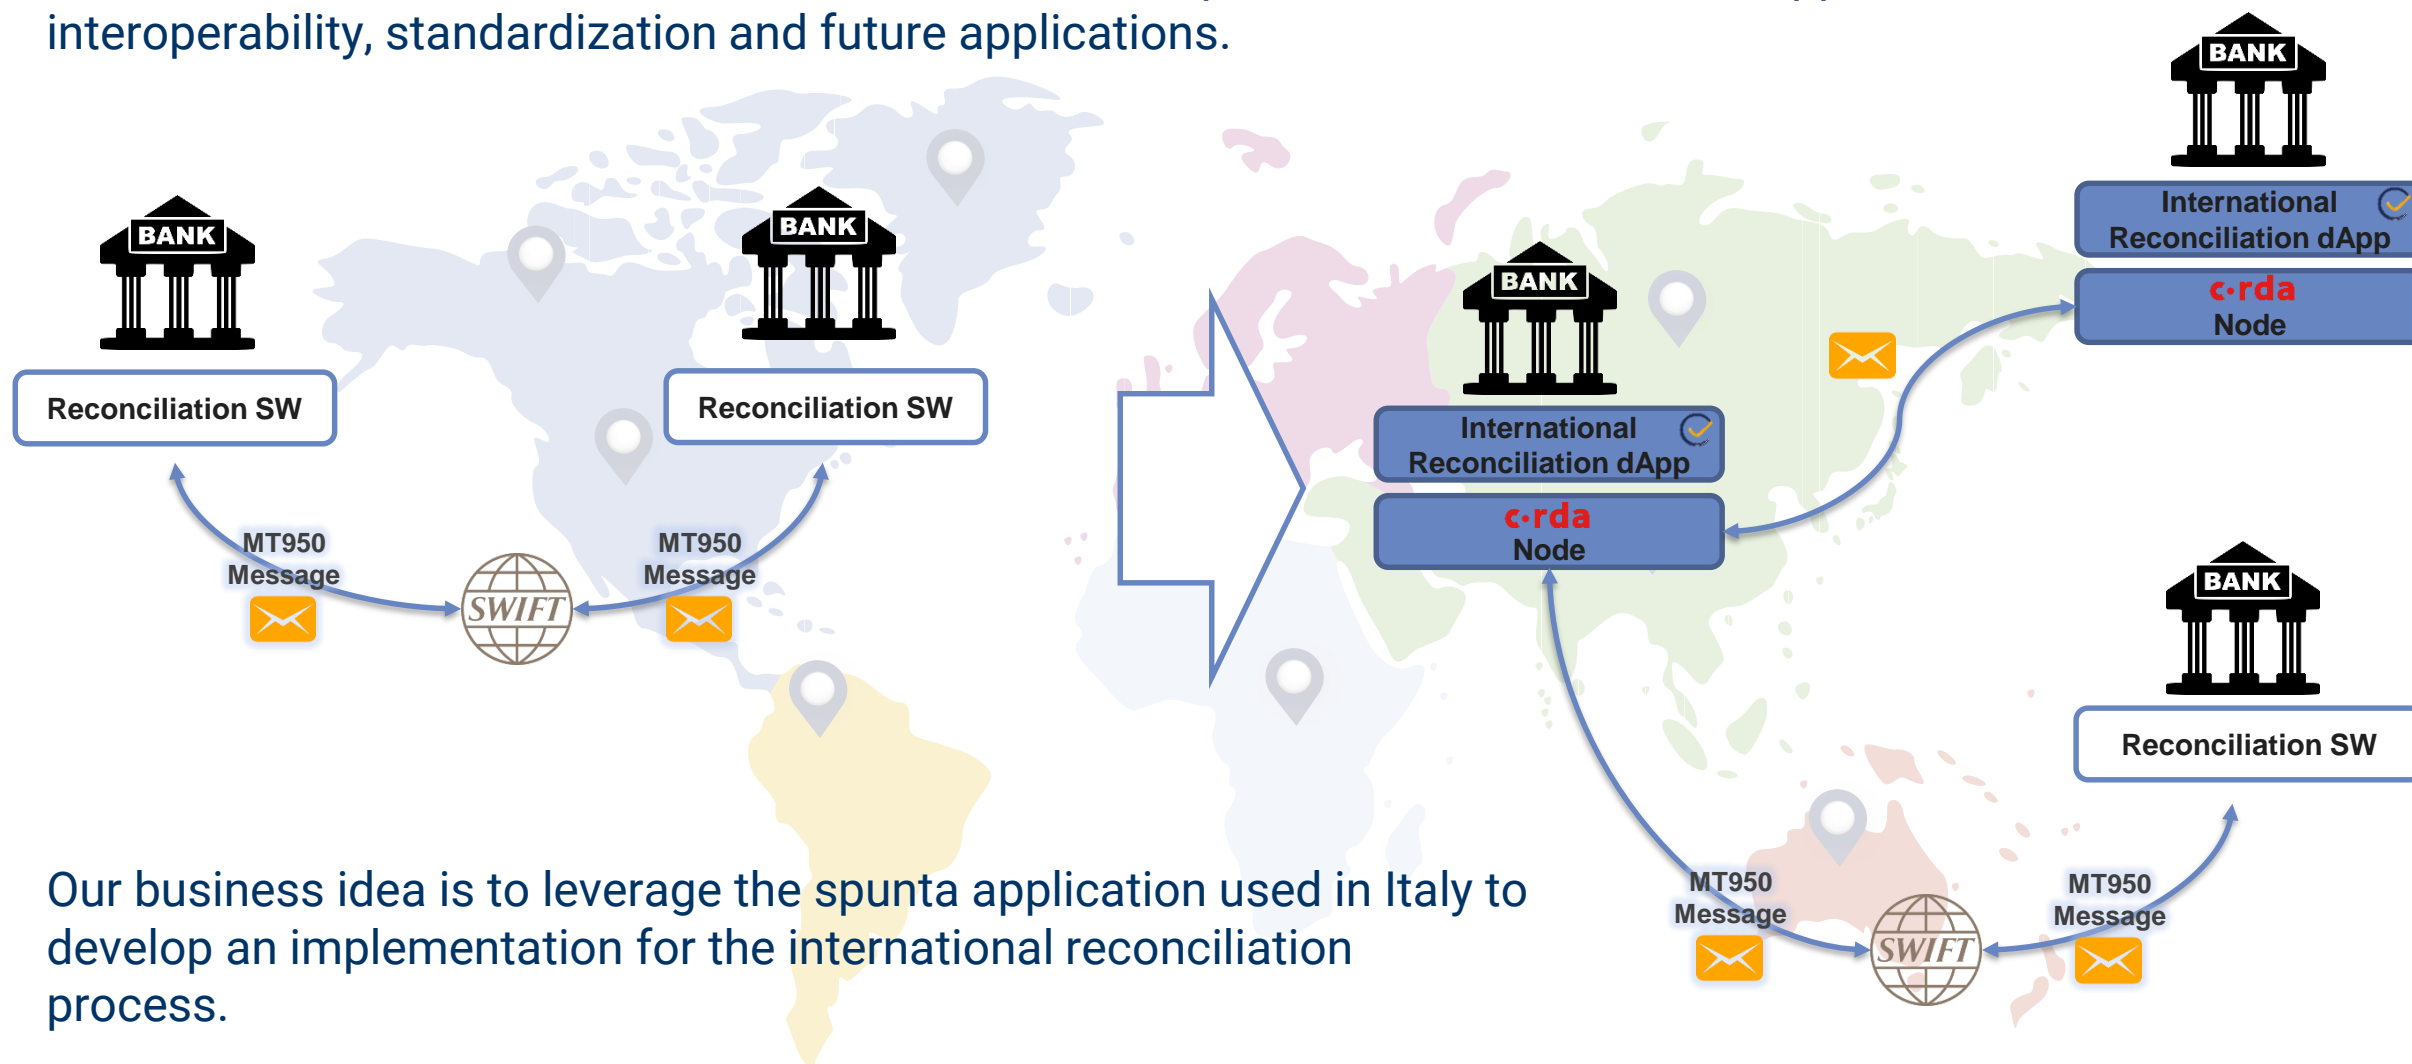 interoperability, standardization and future applications.
BANK
International
Reconciliation dApp
c·rda
Node
BANK
Reconciliation SW
BANK
Reconciliation SW
BANK
International
Reconciliation dApp
c·rda
Node
MT950
Message
SWIFT
MT950
Message
BANK
Reconciliation SW
MT950
Message
SWIFT
MT950
Message
Our business idea is to leverage the spunta application used in Italy to
develop an implementation for the international reconciliation
process.